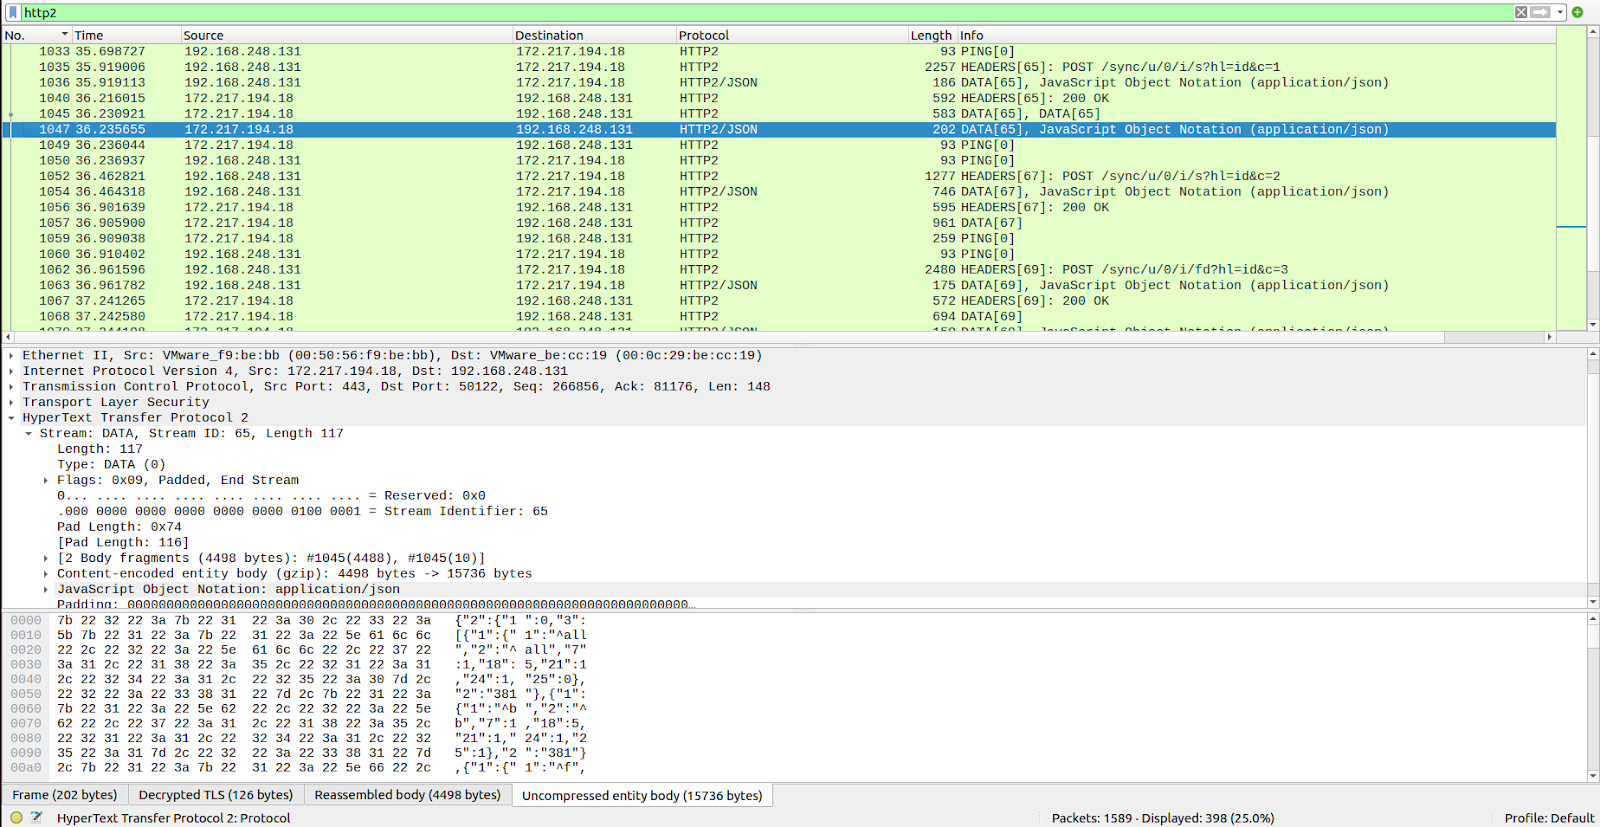 http2
No. Time Source Destination Protocol Length Info
1033 35.698727 192.168.248.131 172.217.194.18 HTTP2 93 PING[0]
1035 35.919006 192.168.248.131 172.217.194.18 HTTP2 2257 HEADERS[65]: POST /sync/u/0/i/s?hl=id&c=1
1036 35.919113 192.168.248.131 172.217.194.18 HTTP2/JSON 186 DATA[65], JavaScript Object Notation (application/json)
1040 36.216015 172.217.194.18 192.168.248.131 HTTP2 592 HEADERS[65]: 200 OK
1045 36.230921 172.217.194.18 192.168.248.131 HTTP2 583 DATA[65], DATA[65]
1047 36.235655 172.217.194.18 192.168.248.131 HTTP2/JSON 202 DATA[65], JavaScript Object Notation (application/json)
1049 36.236044 172.217.194.18 192.168.248.131 HTTP2 93 PING[0]
1050 36.236937 192.168.248.131 172.217.194.18 HTTP2 93 PING[0]
1052 36.462821 192.168.248.131 172.217.194.18 HTTP2 1277 HEADERS[67]: POST /sync/u/0/i/s?hl=id&c=2
1054 36.464318 192.168.248.131 172.217.194.18 HTTP2/JSON 746 DATA[67], JavaScript Object Notation (application/json)
1056 36.901639 172.217.194.18 192.168.248.131 HTTP2 595 HEADERS[67]: 200 OK
1057 36.905900 172.217.194.18 192.168.248.131 HTTP2 961 DATA[67]
1059 36.909038 172.217.194.18 192.168.248.131 HTTP2 259 PING[0]
1060 36.910402 192.168.248.131 172.217.194.18 HTTP2 93 PING[0]
1062 36.961596 192.168.248.131 172.217.194.18 HTTP2 2480 HEADERS[69]: POST /sync/u/0/i/fd?hl=id&c=3
1063 36.961782 192.168.248.131 172.217.194.18 HTTP2/JSON 175 DATA[69], JavaScript Object Notation (application/json)
1067 37.241265 172.217.194.18 192.168.248.131 HTTP2 572 HEADERS[69]: 200 OK
1068 37.242580 172.217.194.18 192.168.248.131 HTTP2 694 DATA[69]
Ethernet II, Src: VMware_f9:be:bb (00:50:56:f9:be:bb), Dst: VMware_be:cc:19 (00:0c:29:be:cc:19)
Internet Protocol Version 4, Src: 172.217.194.18, Dst: 192.168.248.131
Transmission Control Protocol, Src Port: 443, Dst Port: 50122, Seq: 266856, Ack: 81176, Len: 148
Transport Layer Security
HyperText Transfer Protocol 2
Stream: DATA, Stream ID: 65, Length 117
Length: 117
Type: DATA (0)
Flags: 0x09, Padded, End Stream
0... .... .... .... .... .... .... .... = Reserved: 0x0
.000 0000 0000 0000 0000 0000 0100 0001 = Stream Identifier: 65
Pad Length: 0x74
[Pad Length: 116]
[2 Body fragments (4498 bytes): #1045(4488), #1045(10)]
Content-encoded entity body (gzip): 4498 bytes -> 15736 bytes
JavaScript Object Notation: application/json
0000 7b 22 32 22 3a 7b 22 31 22 3a 30 2c 22 33 22 3a {"2":{"1 ":0,"3":
0010 5b 7b 22 31 22 3a 7b 22 31 22 3a 22 5e 61 6c 6c [{"1":{" 1":"^all
0020 22 2c 22 32 22 3a 22 5e 61 6c 6c 22 2c 22 37 22 ","2":"^ all","7"
0030 3a 31 2c 22 31 38 22 3a 35 2c 22 32 31 22 3a 31 :1,"18": 5,"21":1
0040 2c 22 32 34 22 3a 31 2c 22 32 35 22 3a 30 7d 2c ,"24":1, "25":0},
0050 22 32 22 3a 22 33 38 31 22 7d 2c 7b 22 31 22 3a "2":"381 "},{"1":
0060 7b 22 31 22 3a 22 5e 62 22 2c 22 32 22 3a 22 5e {"1":"^b ","2":"^
0070 62 22 2c 22 37 22 3a 31 2c 22 31 38 22 3a 35 2c b","7":1 ,"18":5,
0080 22 32 31 22 3a 31 2c 22 32 34 22 3a 31 2c 22 32 "21":1," 24":1,"2
0090 35 22 3a 31 7d 2c 22 32 22 3a 22 33 38 31 22 7d 5":1},"2 ":"381"}
00a0 2c 7b 22 31 22 3a 7b 22 31 22 3a 22 5e 66 22 2c ,{"1":{" 1":"^f",
Frame (202 bytes) Decrypted TLS (126 bytes) Reassembled body (4498 bytes) Uncompressed entity body (15736 bytes)
HyperText Transfer Protocol 2: Protocol Packets: 1589 · Displayed: 398 (25.0%) Profile: Default